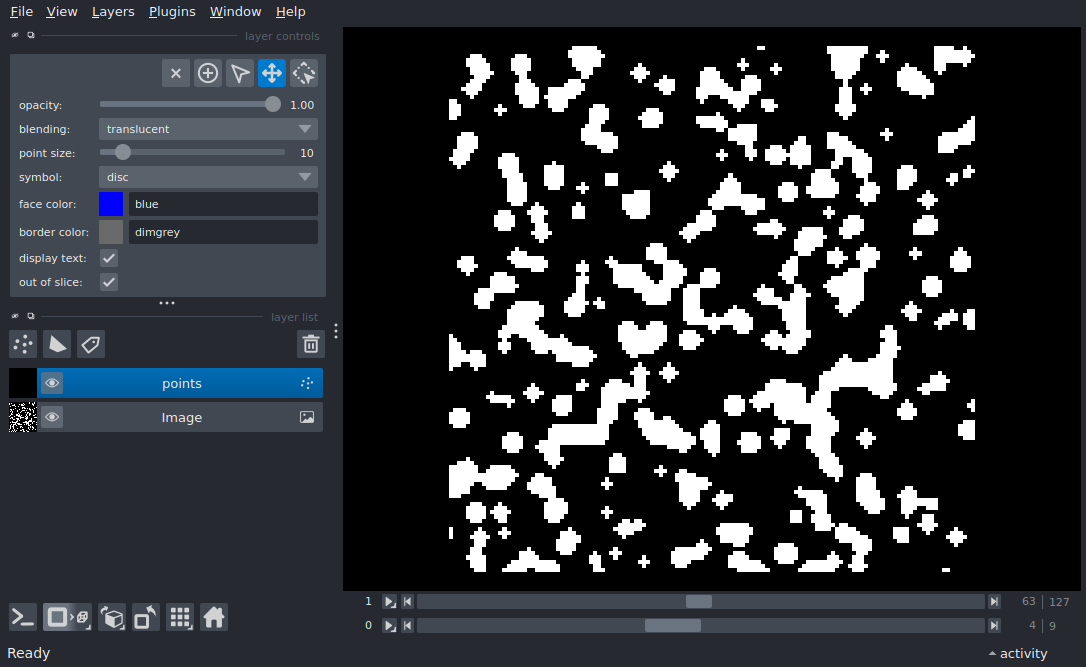 File View Layers Plugins Window Help
layer controls
opacity: 1.00
blending: translucent
point size: 10
symbol: disc
face color: blue
border color: dimgrey
display text:
out of slice:
layer list
points
Image
1 63 127
0 4 9
Ready activity